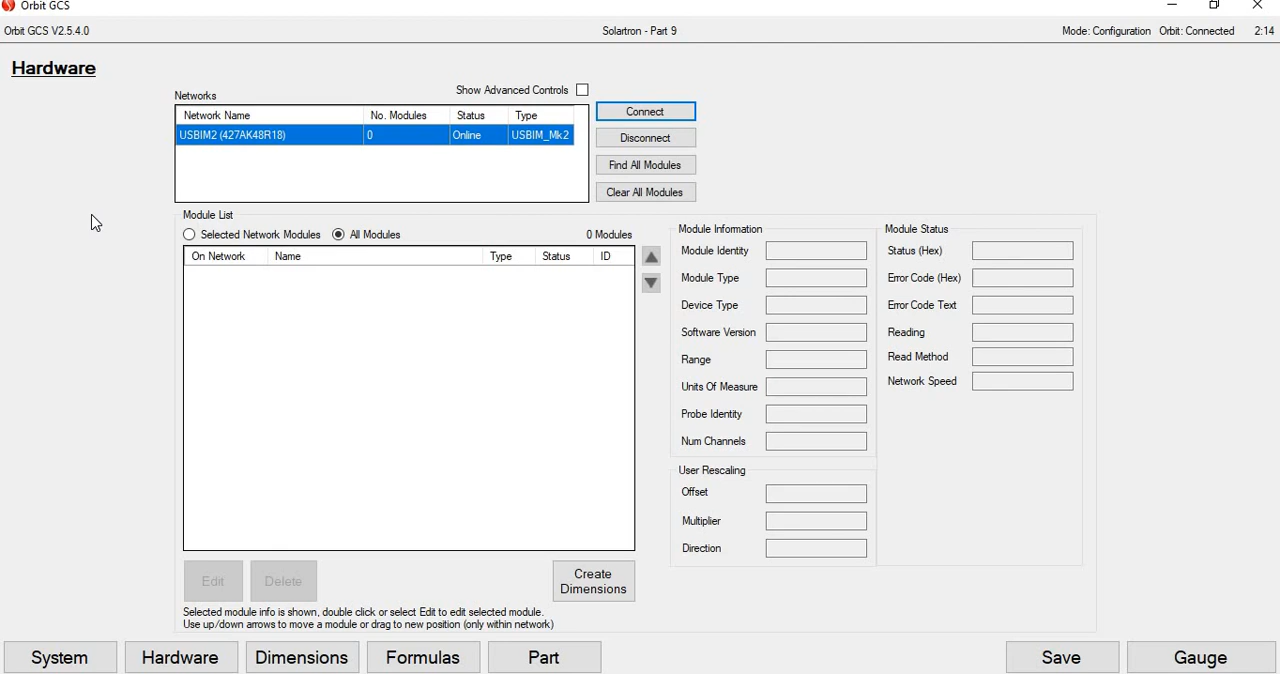 Orbit GCS
Orbit GCS V2.5.4.0 Solartron - Part 9 Mode: Configuration Orbit: Connected 2:14
Hardware
Show Advanced Controls
Networks
Network Name No. Modules Status Type
USBIM2 (427AK48R18) 0 Online USBIM_Mk2
Connect
Disconnect
Find All Modules
Clear All Modules
Module List
Selected Network Modules All Modules 0 Modules
On Network Name Type Status ID
Edit Delete
Create
Dimensions
Selected module info is shown, double click or select Edit to edit selected module.
Use up/down arrows to move a module or drag to new position (only within network)
Module Information
Module Identity
Module Type
Device Type
Software Version
Range
Units Of Measure
Probe Identity
Num Channels
User Rescaling
Offset
Multiplier
Direction
Module Status
Status (Hex)
Error Code (Hex)
Error Code Text
Reading
Read Method
Network Speed
System Hardware Dimensions Formulas Part Save Gauge